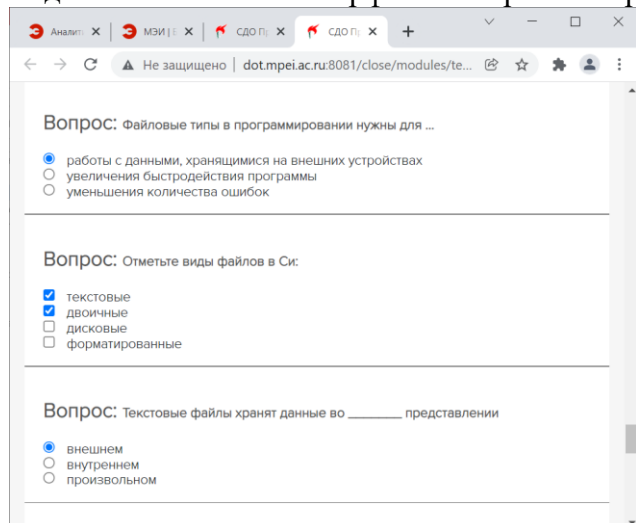 Аналит
МЭИ | Б
СДО Пр
СДО Пр
Не защищено | dot.mpei.ac.ru:8081/close/modules/te...
Вопрос: Файловые типы в программировании нужны для ...
работы с данными, хранящимися на внешних устройствах
увеличения быстродействия программы
уменьшения количества ошибок
Вопрос: Отметьте виды файлов в Си:
текстовые
двоичные
дисковые
форматированные
Вопрос: Текстовые файлы хранят данные во _______ представлении
внешнем
внутреннем
произвольном